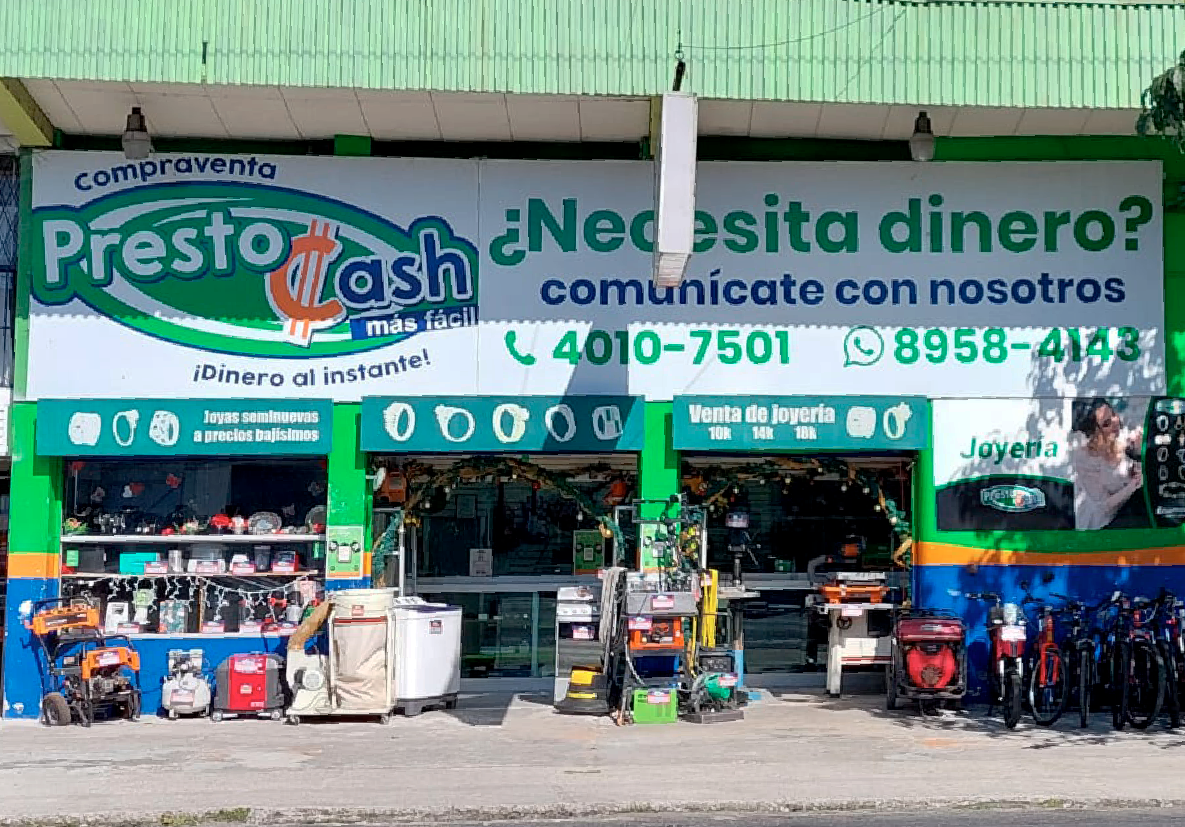 Compraventa
Presto₡ash
más fácil
¡Dinero al instante!
¿Necesita dinero?
comunícate con nosotros
4010-7501
8958-4143
Joyas seminuevas
a precios bajísimos
Venta de joyería
10k 14k 18k
Joyería